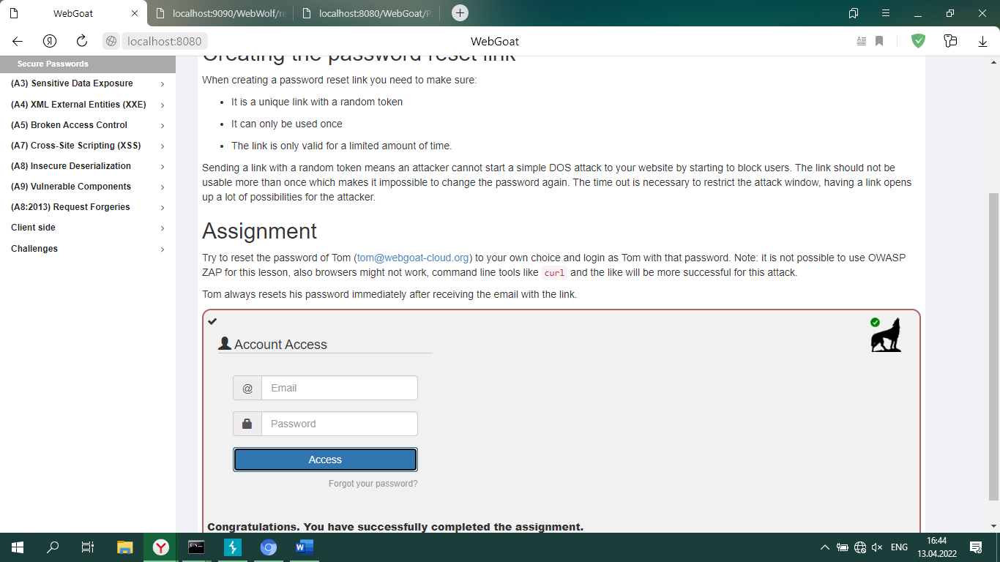 WebGoat
localhost:9090/WebWolf/re
localhost:8080/WebGoat/P
localhost:8080
WebGoat
Secure Passwords
(A3) Sensitive Data Exposure
(A4) XML External Entities (XXE)
(A5) Broken Access Control
(A7) Cross-Site Scripting (XSS)
(A8) Insecure Deserialization
(A9) Vulnerable Components
(A8:2013) Request Forgeries
Client side
Challenges
Creating the password reset link
When creating a password reset link you need to make sure:
• It is a unique link with a random token
• It can only be used once
• The link is only valid for a limited amount of time.
Sending a link with a random token means an attacker cannot start a simple DOS attack to your website by starting to block users. The link should not be
usable more than once which makes it impossible to change the password again. The time out is necessary to restrict the attack window, having a link opens
up a lot of possibilities for the attacker.
Assignment
Try to reset the password of Tom (tom@webgoat-cloud.org) to your own choice and login as Tom with that password. Note: it is not possible to use OWASP
ZAP for this lesson, also browsers might not work, command line tools like curl and the like will be more successful for this attack.
Tom always resets his password immediately after receiving the email with the link.
Account Access
@ Email
Password
Access
Forgot your password?
Congratulations. You have successfully completed the assignment.
ENG
16:44
13.04.2022